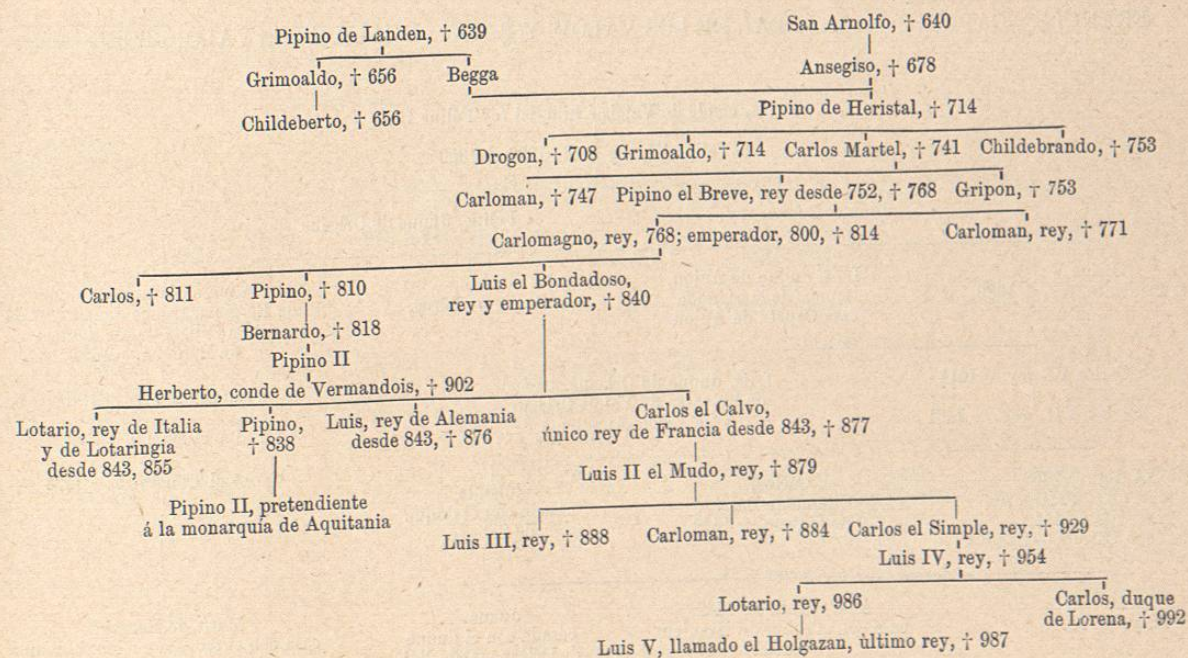 Pipino de Landen, † 639
San Arnolfo, † 640
Grimoaldo, † 656
Begga
Ansegiso, † 678
Childeberto, † 656
Pipino de Heristal, † 714
Drogon, † 708
Grimoaldo, † 714
Carlos Martel, † 741
Childebrando, † 753
Carloman, † 747
Pipino el Breve, rey desde 752, † 768
Gripon, † 753
Carlomagno, rey, 768; emperador, 800, † 814
Carloman, rey, † 771
Carlos, † 811
Pipino, † 810
Luis el Bondadoso,
rey y emperador, † 840
Bernardo, † 818
Pipino II
Herberto, conde de Vermandois, † 902
Lotario, rey de Italia
y de Lotaringia
desde 843, 855
Pipino,
† 838
Luis, rey de Alemania
desde 843, † 876
Carlos el Calvo,
único rey de Francia desde 843, † 877
Luis II el Mudo, rey, † 879
Pipino II, pretendiente
á la monarquía de Aquitania
Luis III, rey, † 888
Carloman, rey, † 884
Carlos el Simple, rey, † 929
Luis IV, rey, † 954
Lotario, rey, 986
Carlos, duque
de Lorena, † 992
Luis V, llamado el Holgazan, ùltimo rey, † 987